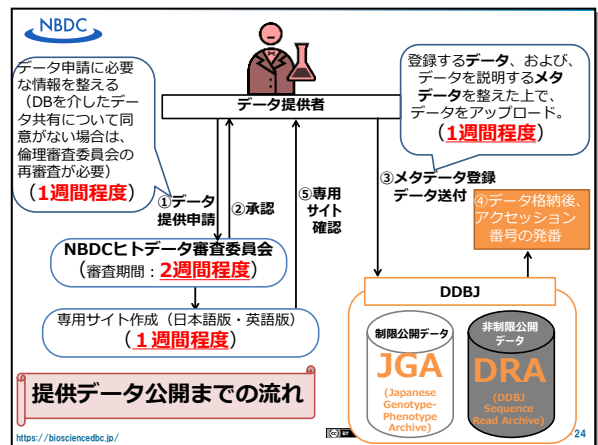 NBDC
データ申請に必要
な情報を整える
（DBを介したデー
タ共有について同
意がない場合は、
倫理審査委員会の
再審査が必要）
（1週間程度）
データ提供者
登録するデータ、および、
データを説明するメタ
データを整えた上で、
データをアップロード。
（1週間程度）
①データ
提供申請
②承認
⑤専用
サイト
確認
③メタデータ登録
データ送付
④データ格納後、
アクセッション
番号の発番
NBDCヒトデータ審査委員会
（審査期間：2週間程度）
専用サイト作成（日本語版・英語版）
（１週間程度）
DDBJ
制限公開データ
JGA
(Japanese
Genotype-
Phenotype
Archive)
非制限公開
データ
DRA
(DDBJ
Sequence
Read Archive)
提供データ公開までの流れ
https://biosciencedbc.jp/
24